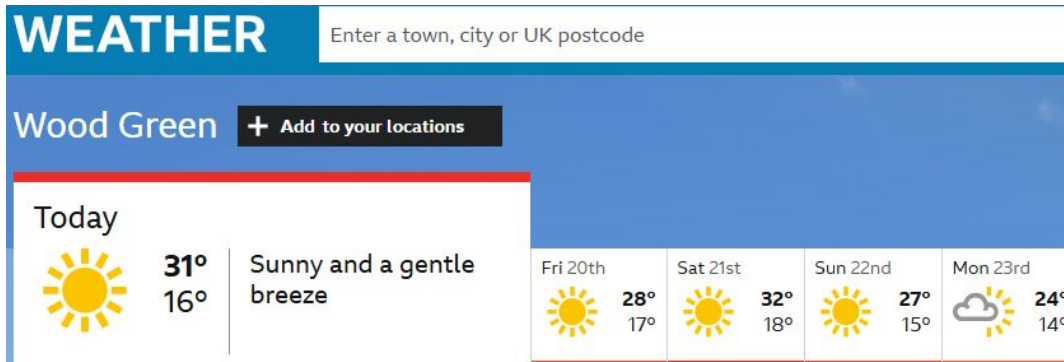 WEATHER
Enter a town, city or UK postcode
Wood Green
+ Add to your locations
Today
31°
16°
Sunny and a gentle
breeze
Fri 20th
28°
17°
Sat 21st
32°
18°
Sun 22nd
27°
15°
Mon 23rd
24°
14°